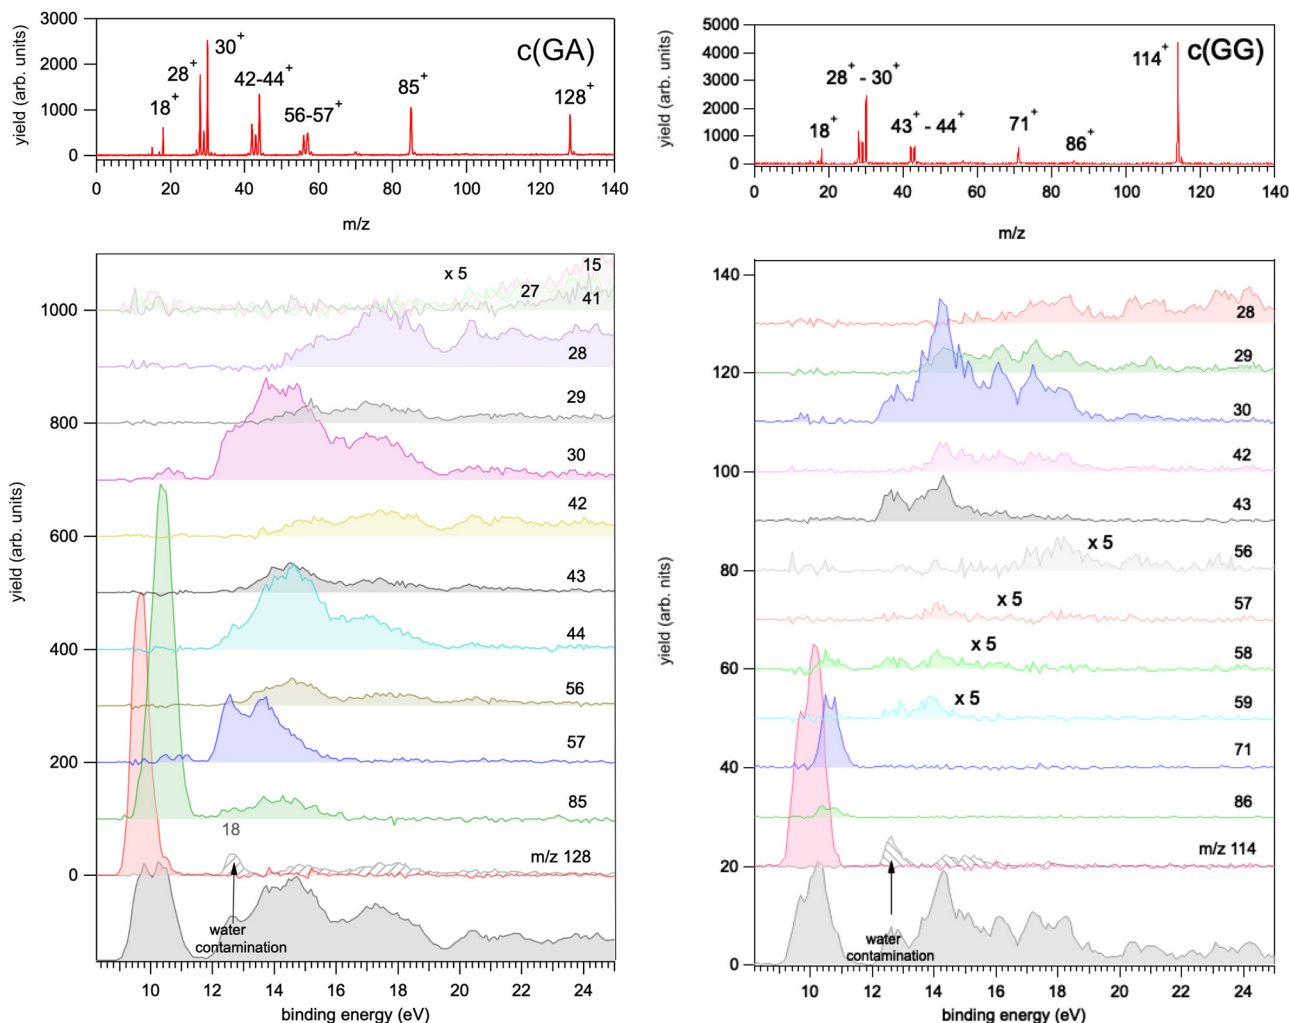 c(GA)
yield (arb. units)
3000
2000
1000
0
18+
28+
30+
42-44+
56-57+
85+
128+
0 20 40 60 80 100 120 140
m/z
c(GG)
yield (arb. units)
5000
4000
3000
2000
1000
0
18+
28+ - 30+
43+ - 44+
71+
86+
114+
0 20 40 60 80 100 120 140
m/z
yield (arb. units)
1000
800
600
400
200
0
x 5
15
27
41
28
29
30
42
43
44
56
57
85
18
m/z 128
water
contamination
10 12 14 16 18 20 22 24
binding energy (eV)
yield (arb. nits)
140
120
100
80
60
40
20
0
28
29
30
42
43
x 5
56
x 5
57
x 5
58
x 5
59
71
86
m/z 114
water
contamination
10 12 14 16 18 20 22 24
binding energy (eV)